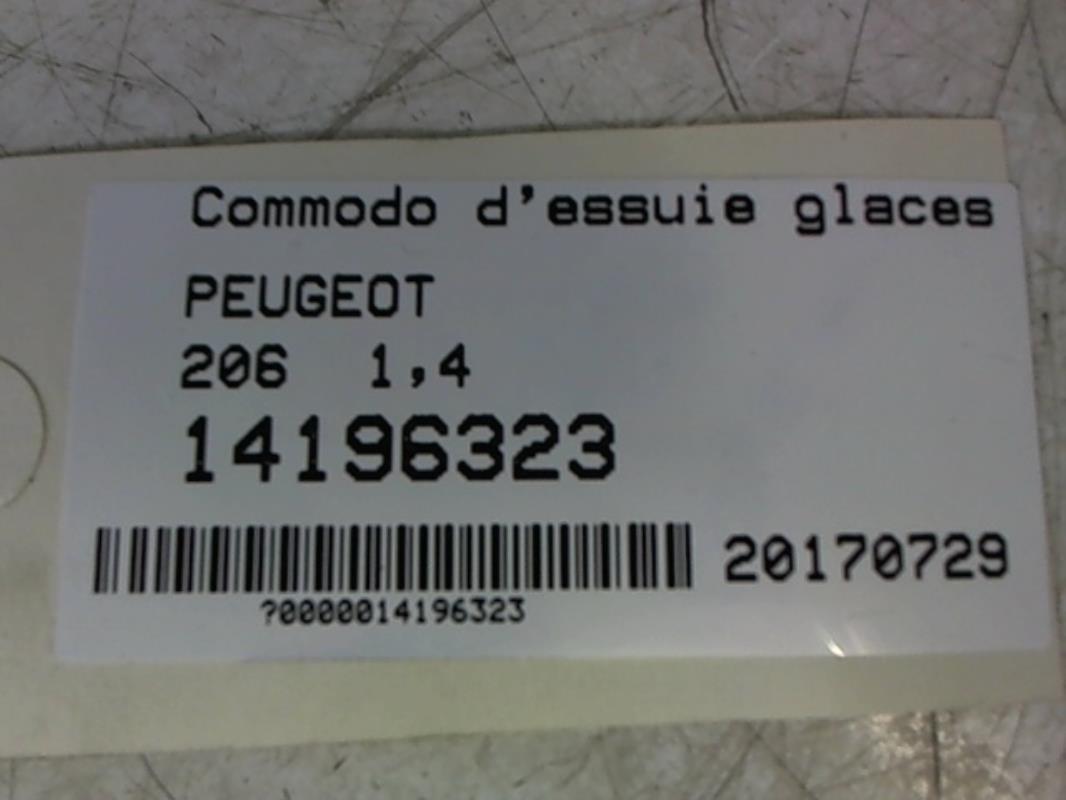 Commodo d'essuie glaces
PEUGEOT
206 1,4
14196323
20170729
?0000014196323